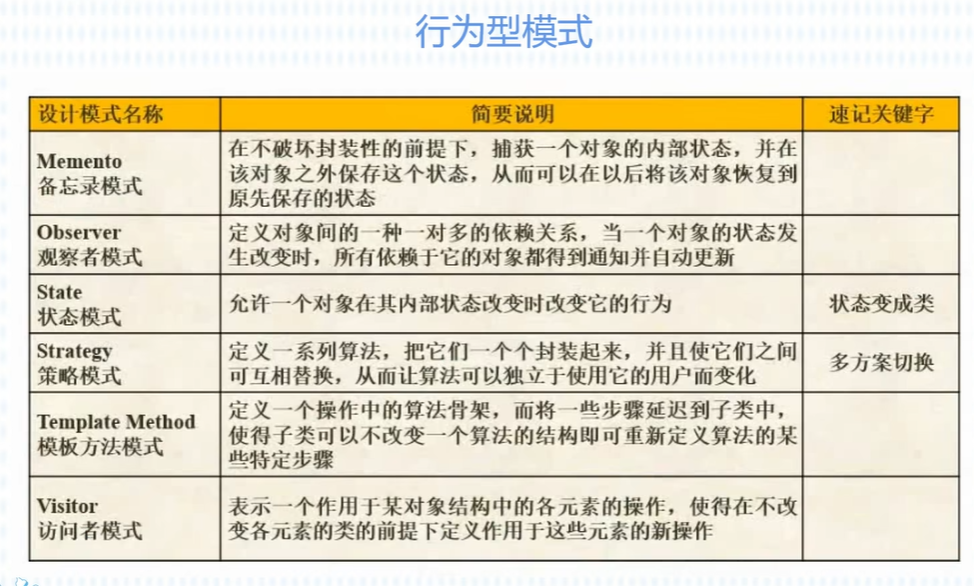 行为型模式
设计模式名称
简要说明
速记关键字
Memento
备忘录模式
在不破坏封装性的前提下，捕获一个对象的内部状态，并在
该对象之外保存这个状态，从而可以在以后将该对象恢复到
原先保存的状态
Observer
观察者模式
定义对象间的一种一对多的依赖关系，当一个对象的状态发
生改变时，所有依赖于它的对象都得到通知并自动更新
State
状态模式
允许一个对象在其内部状态改变时改变它的行为
状态变成类
Strategy
策略模式
定义一系列算法，把它们一个个封装起来，并且使它们之间
可互相替换，从而让算法可以独立于使用它的用户而变化
多方案切换
Template Method
模板方法模式
定义一个操作中的算法骨架，而将一些步骤延迟到子类中，
使得子类可以不改变一个算法的结构即可重新定义算法的某
些特定步骤
Visitor
访问者模式
表示一个作用于某对象结构中的各元素的操作，使得在不改
变各元素的类的前提下定义作用于这些元素的新操作